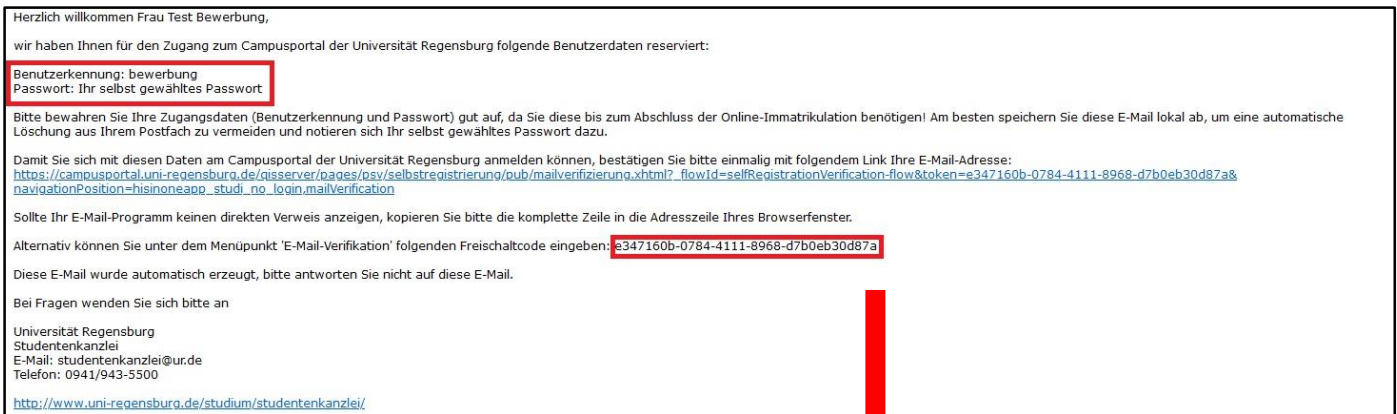 Herzlich willkommen Frau Test Bewerbung,
wir haben Ihnen für den Zugang zum Campusportal der Universität Regensburg folgende Benutzerdaten reserviert:
Benutzerkennung: bewerbung
Passwort: Ihr selbst gewähltes Passwort
Bitte bewahren Sie Ihre Zugangsdaten (Benutzerkennung und Passwort) gut auf, da Sie diese bis zum Abschluss der Online-Immatrikulation benötigen! Am besten speichern Sie diese E-Mail lokal ab, um eine automatische
Löschung aus Ihrem Postfach zu vermeiden und notieren sich Ihr selbst gewähltes Passwort dazu.
Damit Sie sich mit diesen Daten am Campusportal der Universität Regensburg anmelden können, bestätigen Sie bitte einmalig mit folgendem Link Ihre E-Mail-Adresse:
https://campusportal.uni-regensburg.de/qisserver/pages/psv/selbstregistrierung/pub/mailverifizierung.xhtml?_flowId=selfRegistrationVerification-flow&token=e347160b-0784-4111-8968-d7b0eb30d87a&
navigationPosition=hisinoneapp_studi_no_login,mailVerification
Sollte Ihr E-Mail-Programm keinen direkten Verweis anzeigen, kopieren Sie bitte die komplette Zeile in die Adresszeile Ihres Browserfenster.
Alternativ können Sie unter dem Menüpunkt 'E-Mail-Verifikation' folgenden Freischaltcode eingeben: e347160b-0784-4111-8968-d7b0eb30d87a
Diese E-Mail wurde automatisch erzeugt, bitte antworten Sie nicht auf diese E-Mail.
Bei Fragen wenden Sie sich bitte an
Universität Regensburg
Studentenkanzlei
E-Mail: studentenkanzlei@ur.de
Telefon: 0941/943-5500
http://www.uni-regensburg.de/studium/studentenkanzlei/